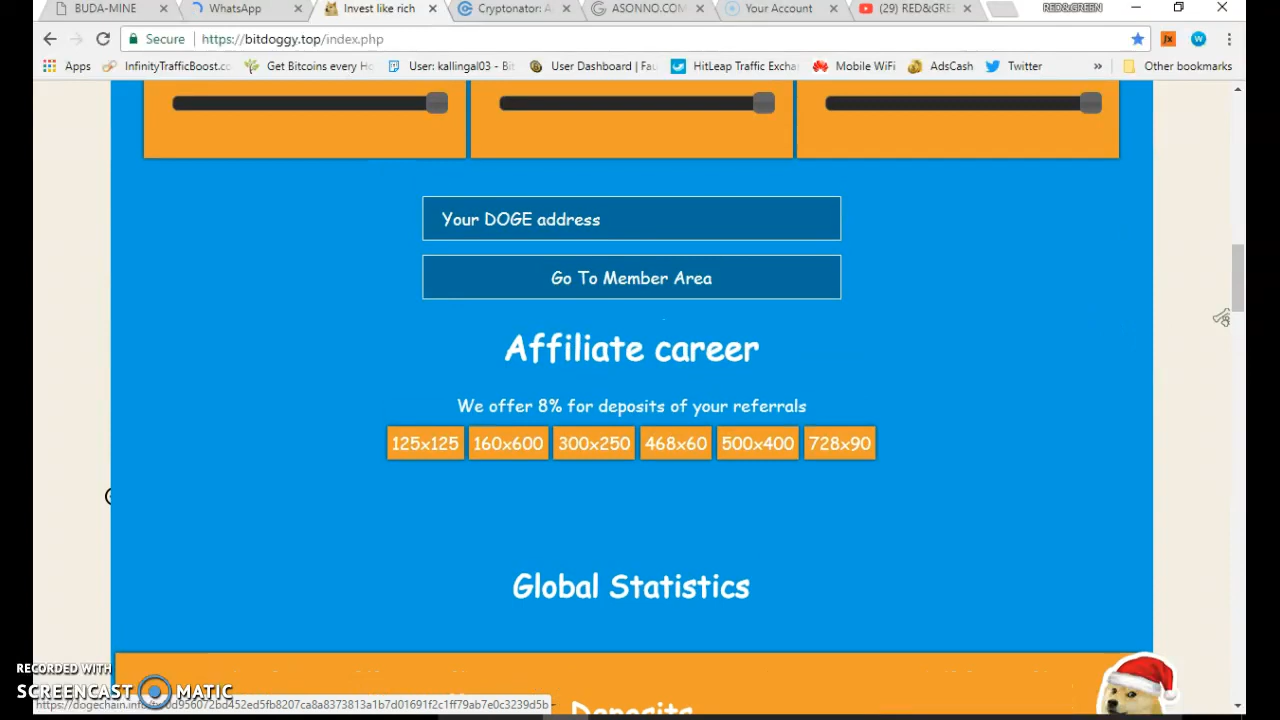 BUDA-MINE
WhatsApp
Invest like rich
Cryptonator: A
ASONNO.COM
Your Account
(29) RED&GREE
RED&GREEN
Secure
https://bitdoggy.top/index.php
Apps
InfinityTrafficBoost.cc
Get Bitcoins every Ho
User: kallingal03 - Bit
User Dashboard | Fau
HitLeap Traffic Excha
Mobile WiFi
AdsCash
Twitter
Other bookmarks
Your DOGE address
Go To Member Area
Affiliate career
We offer 8% for deposits of your referrals
125x125 160x600 300x250 468x60 500x400 728x90
Global Statistics
Deposits
RECORDED WITH
SCREENCAST MATIC